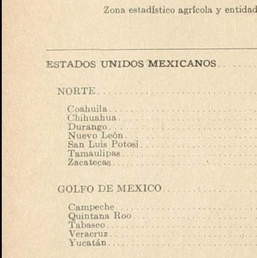 Zona estadístico agrícola y entidad
ESTADOS UNIDOS MEXICANOS
NORTE
Coahuila
Chihuahua
Durango
Nuevo León
San Luis Potosí
Tamaulipas
Zacatecas
GOLFO DE MEXICO
Campeche
Quintana Roo
Tabasco
Veracruz
Yucatán